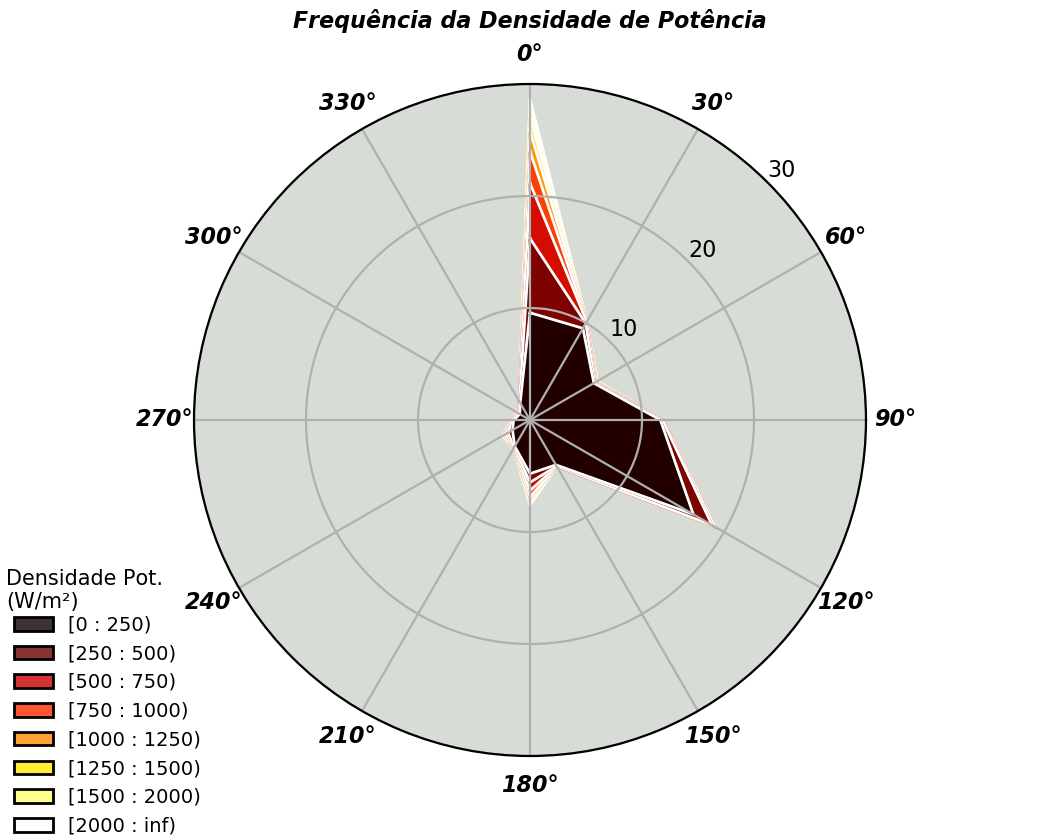 Frequência da Densidade de Potência
0°
330°
30°
30
300°
60°
20
10
270°
90°
240°
120°
210°
150°
180°
Densidade Pot.
(W/m²)
[0 : 250)
[250 : 500)
[500 : 750)
[750 : 1000)
[1000 : 1250)
[1250 : 1500)
[1500 : 2000)
[2000 : inf)